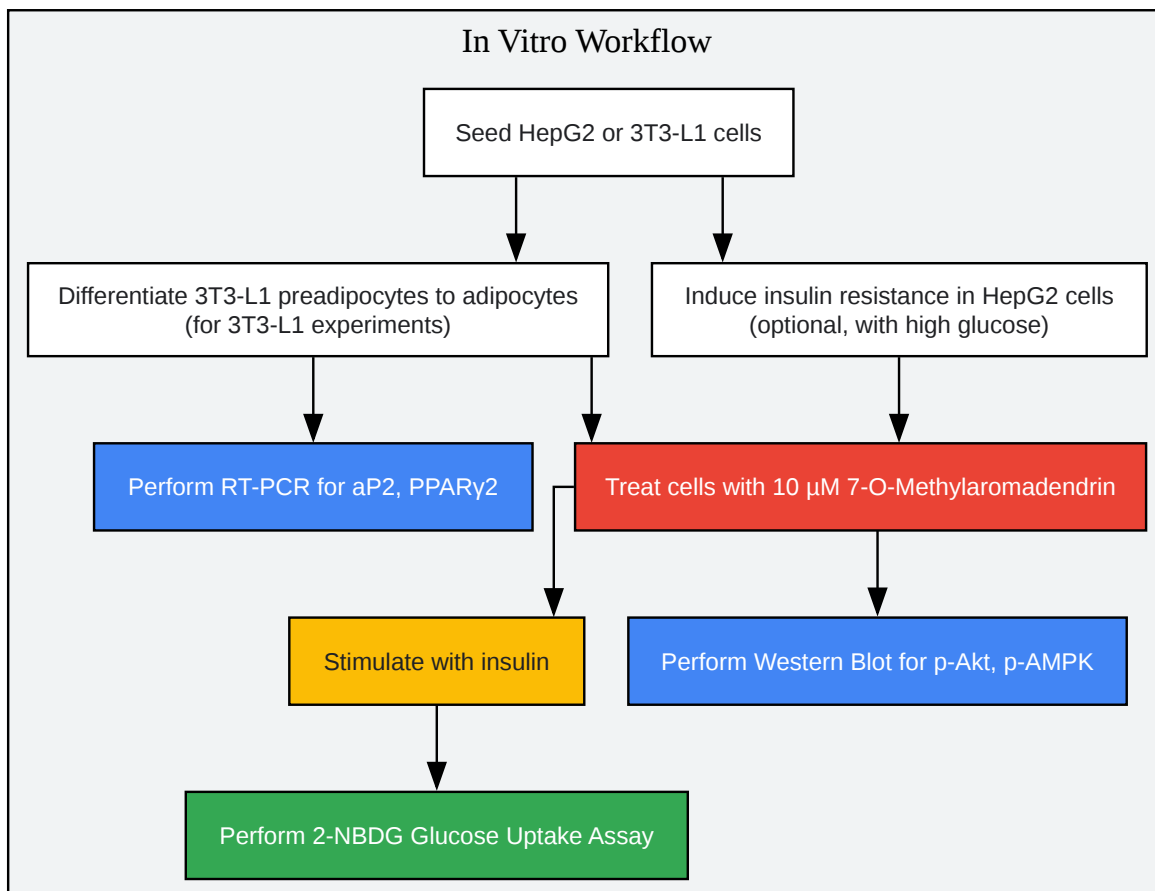 In Vitro Workflow
Seed HepG2 or 3T3-L1 cells
Differentiate 3T3-L1 preadipocytes to adipocytes
(for 3T3-L1 experiments)
Induce insulin resistance in HepG2 cells
(optional, with high glucose)
Perform RT-PCR for aP2, PPARγ2
Treat cells with 10 µM 7-O-Methylaromadendrin
Stimulate with insulin
Perform Western Blot for p-Akt, p-AMPK
Perform 2-NBDG Glucose Uptake Assay